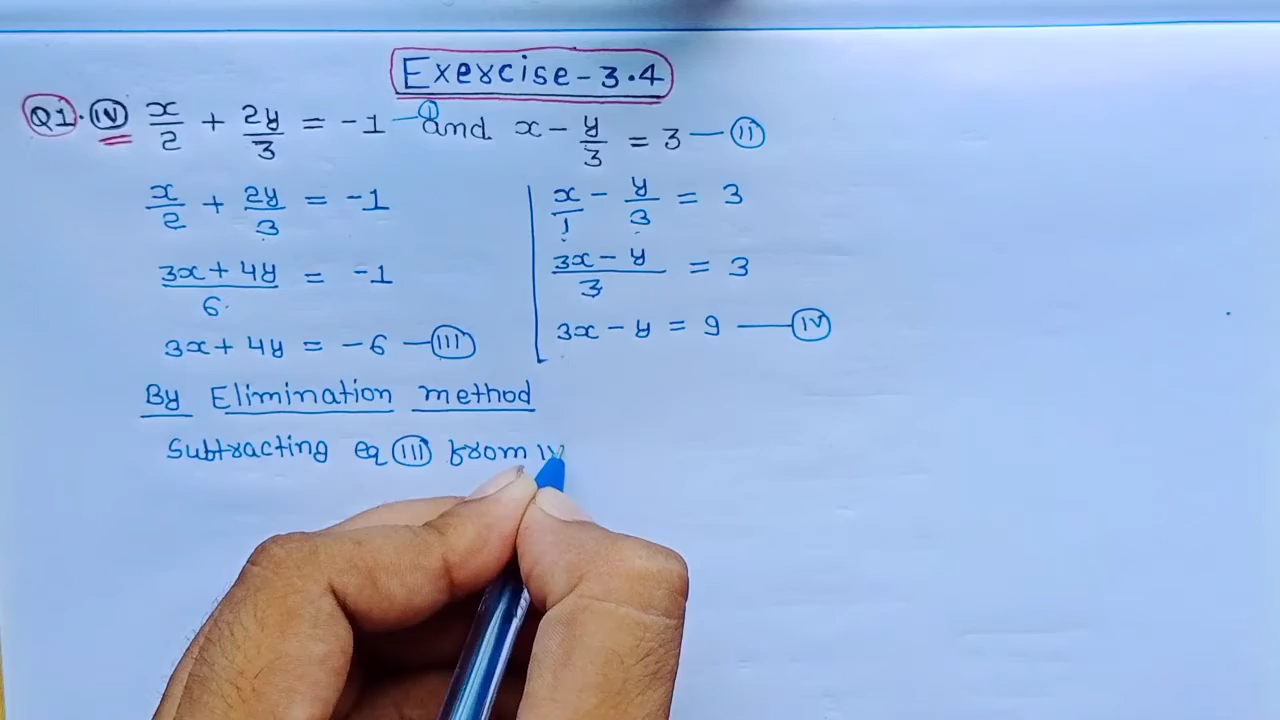 Exercise-3.4
Q1. (IV) x/2 + 2y/3 = -1 —(I) and x - y/3 = 3 —(II)
x/2 + 2y/3 = -1
3x + 4y/6 = -1
3x + 4y = -6 —(III)
x/1 - y/3 = 3
3x - y/3 = 3
3x - y = 9 —(IV)
By Elimination method
Subtracting eq (III) from IV